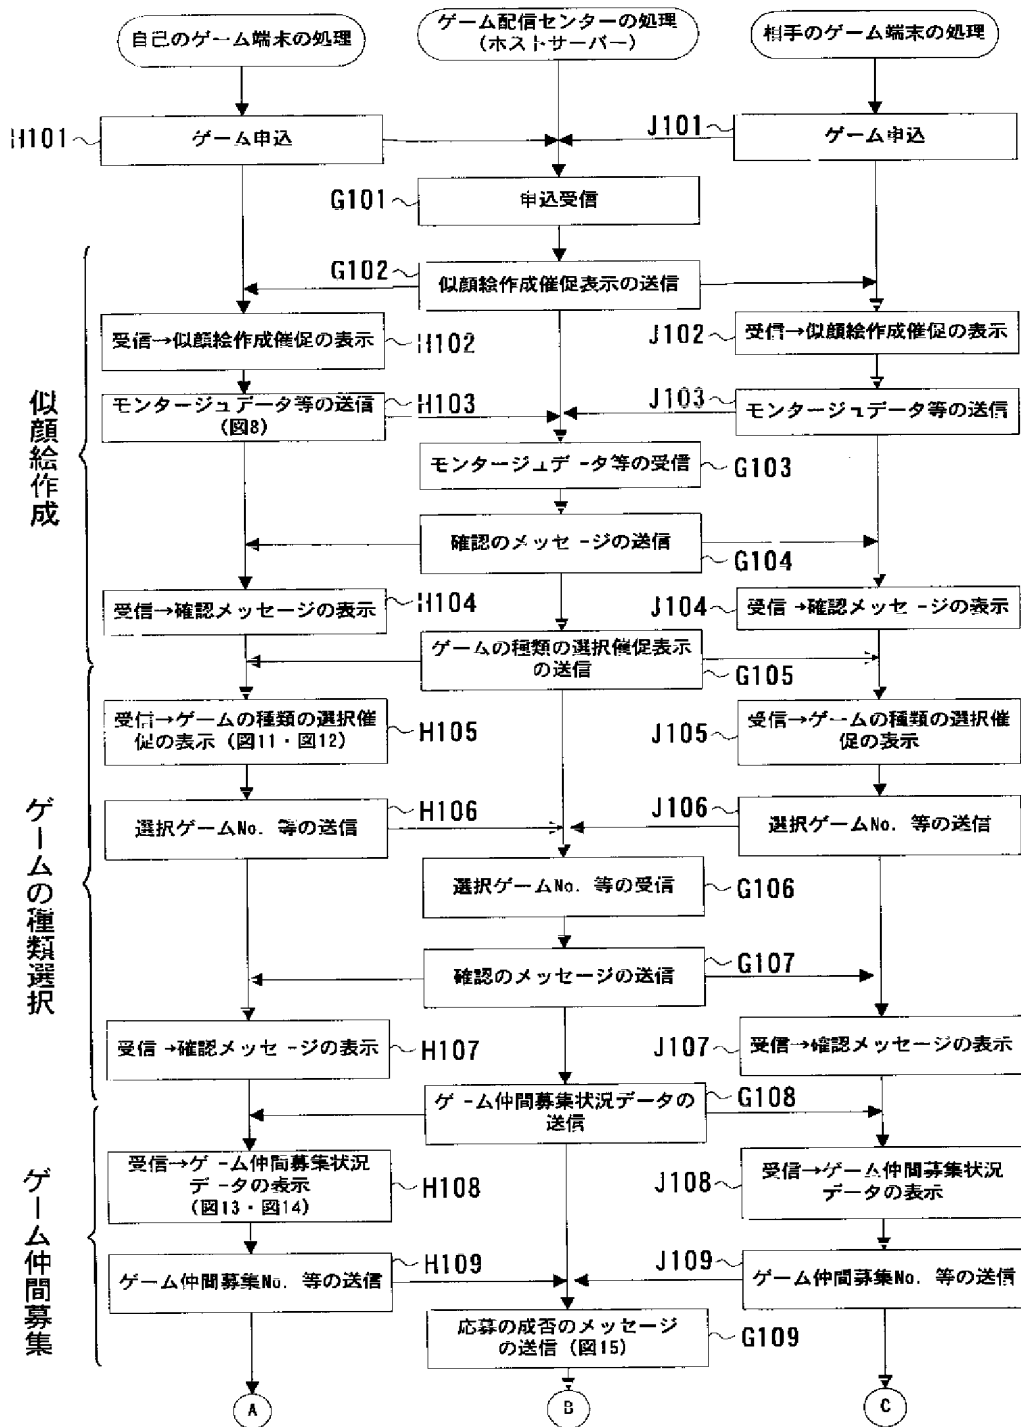 自己のゲーム端末の処理
ゲーム配信センターの処理
(ホストサーバー)
相手のゲーム端末の処理
H101
ゲーム申込
J101
ゲーム申込
G101
申込受信
G102
似顔絵作成催促表示の送信
受信→似顔絵作成催促の表示
H102
J102
受信→似顔絵作成催促の表示
モンタージュデータ等の送信
(図8)
H103
J103
モンタージュデータ等の送信
モンタージュデータ等の受信
G103
確認のメッセージの送信
G104
受信→確認メッセージの表示
H104
J104
受信→確認メッセージの表示
似顔絵作成
ゲームの種類の選択催促表示
の送信
G105
受信→ゲームの種類の選択催
促の表示(図11・図12)
H105
J105
受信→ゲームの種類の選択催
促の表示
選択ゲームNo. 等の送信
H106
J106
選択ゲームNo. 等の送信
選択ゲームNo. 等の受信
G106
確認のメッセージの送信
G107
受信→確認メッセージの表示
H107
J107
受信→確認メッセージの表示
ゲームの種類選択
ゲーム仲間募集状況データの
送信
G108
受信→ゲーム仲間募集状況
データの表示
(図13・図14)
H108
J108
受信→ゲーム仲間募集状況
データの表示
ゲーム仲間募集No. 等の送信
H109
J109
ゲーム仲間募集No. 等の送信
応募の成否のメッセージ
の送信(図15)
G109
ゲーム仲間募集
A
B
C